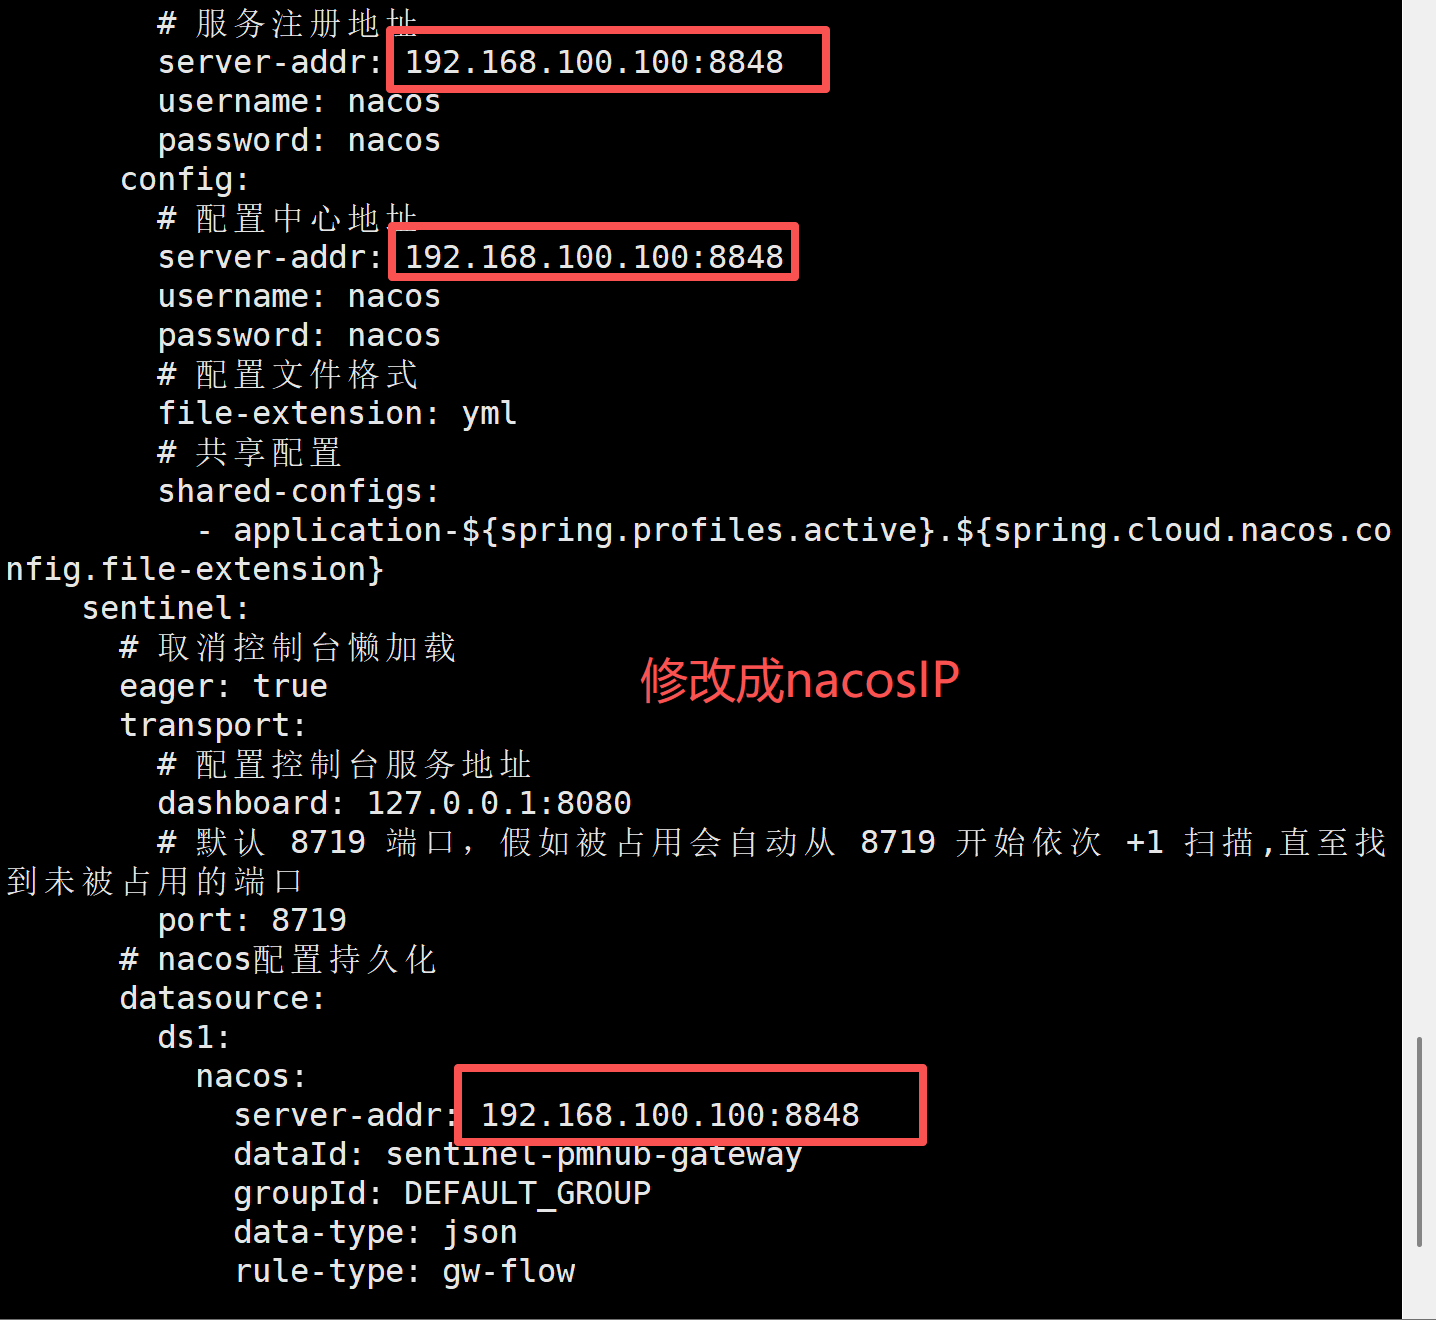 # 服务注册地址
server-addr: 192.168.100.100:8848
username: nacos
password: nacos
config:
# 配置中心地址
server-addr: 192.168.100.100:8848
username: nacos
password: nacos
# 配置文件格式
file-extension: yml
# 共享配置
shared-configs:
- application-${spring.profiles.active}.${spring.cloud.nacos.co
nfig.file-extension}
sentinel:
# 取消控制台懒加载
eager: true
修改成nacosIP
transport:
# 配置控制台服务地址
dashboard: 127.0.0.1:8080
# 默认 8719 端口，假如被占用会自动从 8719 开始依次 +1 扫描,直至找
到未被占用的端口
port: 8719
# nacos配置持久化
datasource:
ds1:
nacos:
server-addr: 192.168.100.100:8848
dataId: sentinel-pmhub-gateway
groupId: DEFAULT_GROUP
data-type: json
rule-type: gw-flow